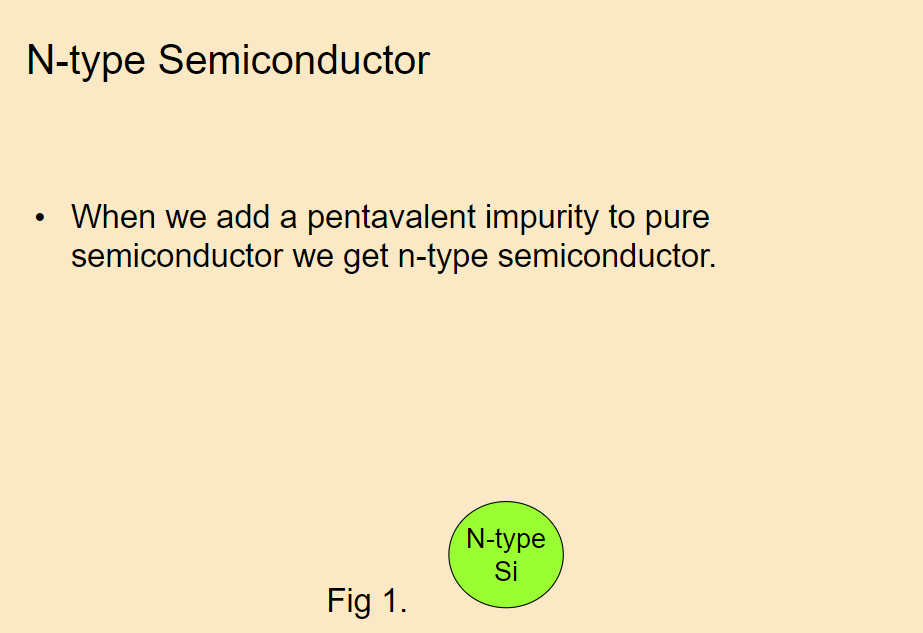 N-type Semiconductor
• When we add a pentavalent impurity to pure
semiconductor we get n-type semiconductor.
N-type
Si
Fig 1.